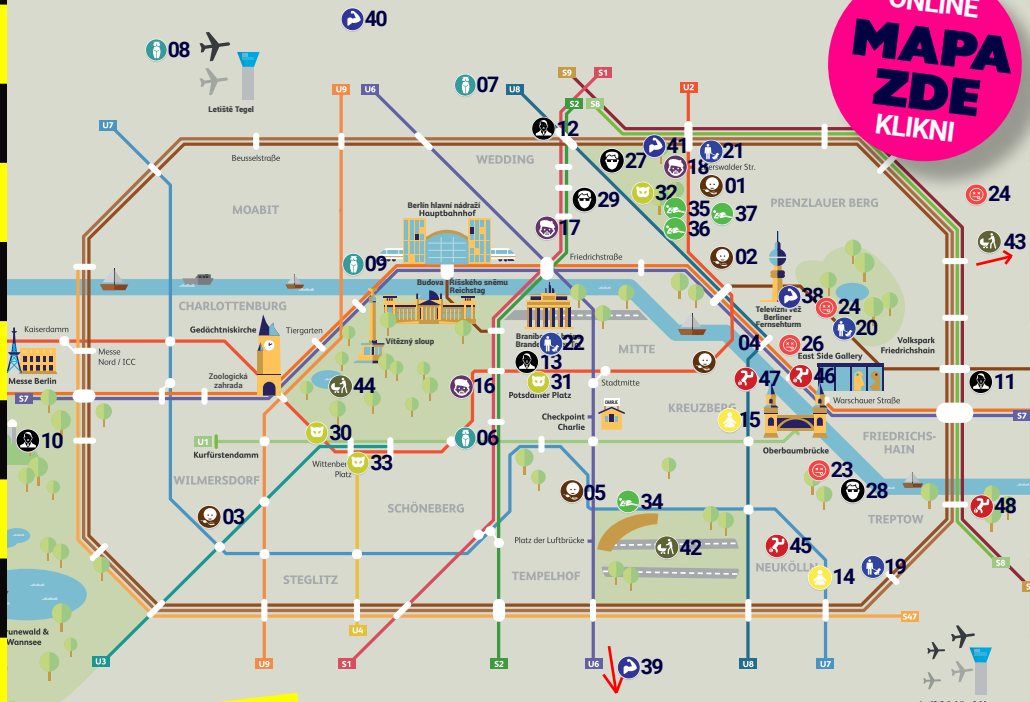 ONLINE
MAPA
ZDE
KLIKNI
40
08
Letiště Tegel
07
U9
U6
U8
S9
S1
S2
S8
U2
U7
Beusselstraße
WEDDING
12
27
41
21
18
erswalder Str.
01
32
29
35
37
36
17
MOABIT
PRENZLAUER BERG
24
43
Berlin hlavní nádraží
Hauptbahnhof
Friedrichstraße
02
09
Budova Říšského sněmu
Reichstag
CHARLOTTENBURG
38
24
Televizní věž
Berliner
Fernsehturm
20
Kaiserdamm
Gedächtniskirche
Tiergarten
Vítězný sloup
22
13
MITTE
04
26
East Side Gallery
Volkspark
Friedrichshain
Messe
Nord / ICC
Messe Berlin
Zoologická
zahrada
S7
44
16
31
Potsdamer Platz
Stadtmitte
47
46
11
Warschauer Straße
S7
CHARLIE
Checkpoint
Charlie
KREUZBERG
15
Oberbaumbrücke
FRIEDRICHS-
HAIN
10
U1
Kurfürstendamm
30
06
Wittenber
Platz
33
WILMERSDORF
23
28
05
34
48
SCHÖNEBERG
TREPTOW
03
Platz der Luftbrücke
42
45
NEUKÖLLN
14
19
STEGLITZ
TEMPELHOF
S8
S47
U4
runewald &
Wannsee
U3
U9
S1
S2
U6
39
U8
U7